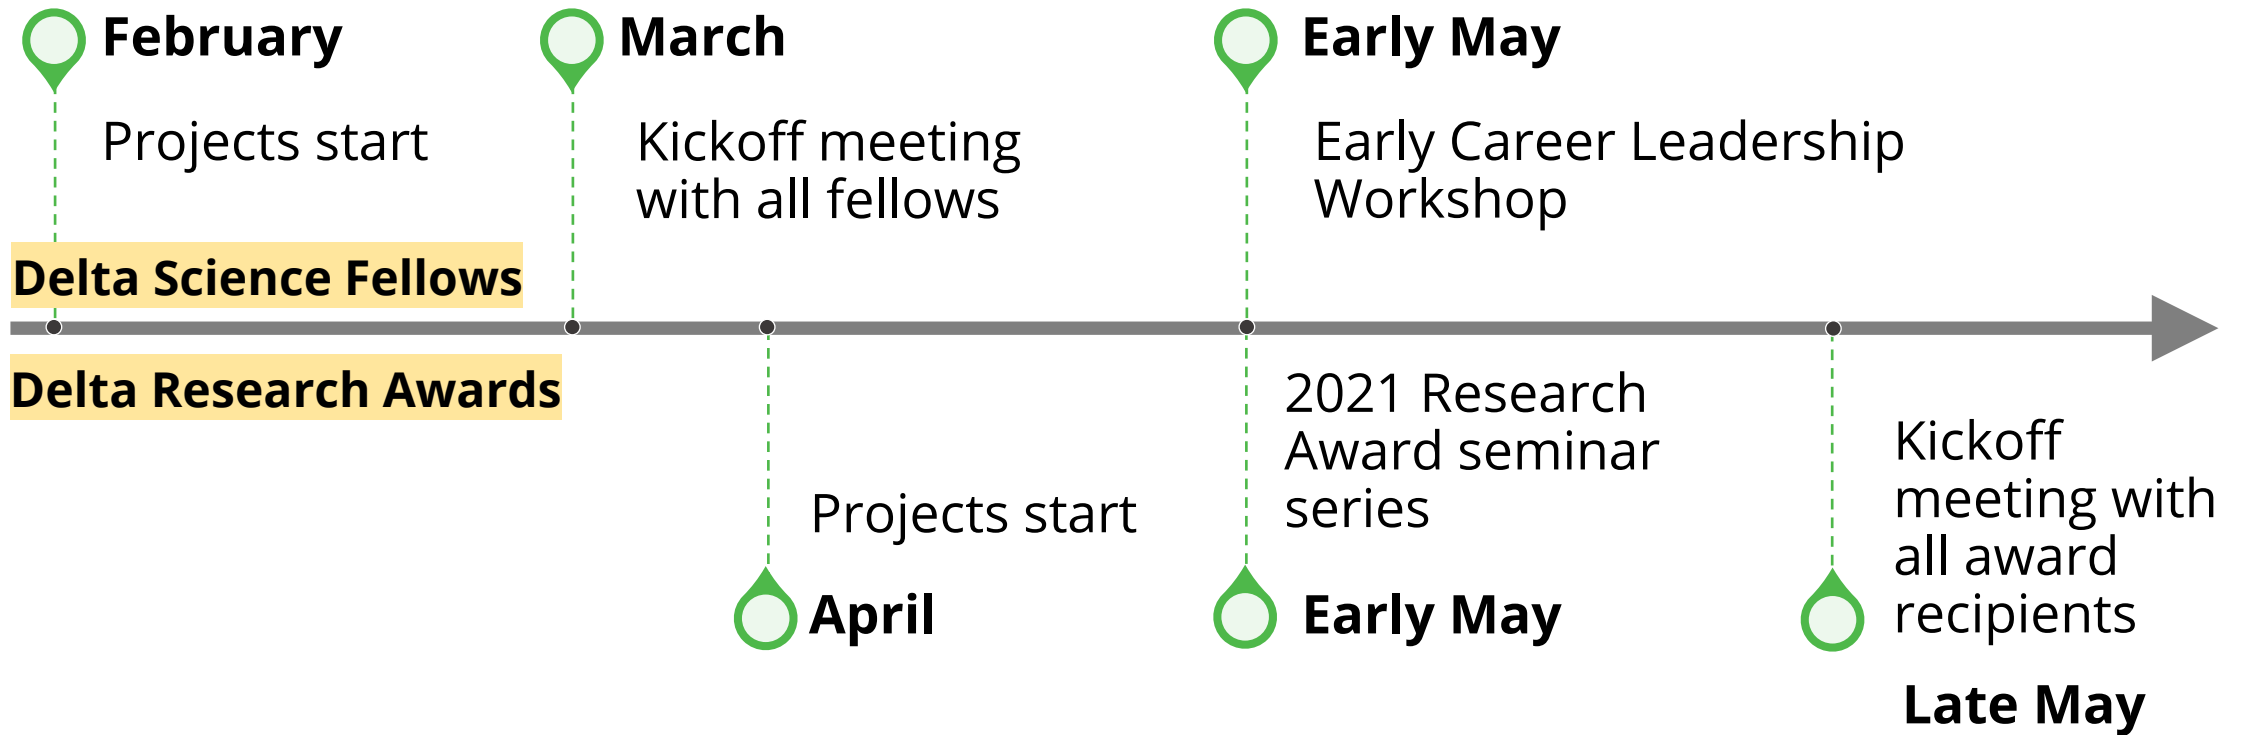 February
Projects start
March
Kickoff meeting
with all fellows
Early May
Early Career Leadership
Workshop
Delta Science Fellows
Delta Research Awards
Projects start
April
2021 Research
Award seminar
series
Early May
Kickoff
meeting with
all award
recipients
Late May